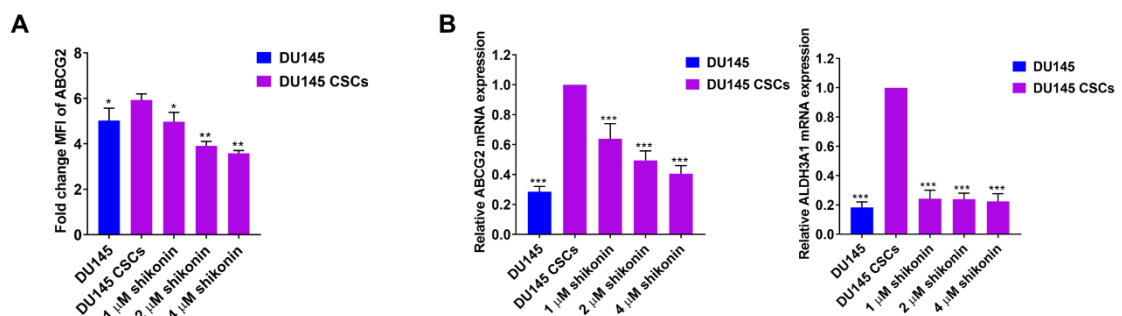 A
Fold change MFI of ABCG2
8
6
4
2
0
*
*
**
**
DU145
DU145 CSCs
1 μM shikonin
2 μM shikonin
4 μM shikonin
DU145
DU145 CSCs
B
Relative ABCG2 mRNA expression
1.2
1.0
0.8
0.6
0.4
0.2
0.0
***
***
***
***
DU145
DU145 CSCs
1 μM shikonin
2 μM shikonin
4 μM shikonin
DU145
DU145 CSCs
Relative ALDH3A1 mRNA expression
1.2
1.0
0.8
0.6
0.4
0.2
0.0
***
***
***
***
DU145
DU145 CSCs
1 μM shikonin
2 μM shikonin
4 μM shikonin
DU145
DU145 CSCs